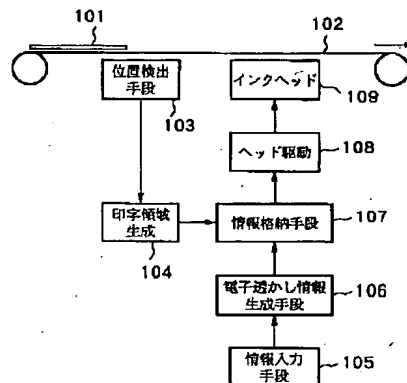 101
102
位置検出
手段
103
インクヘッド
109
ヘッド駆動
108
印字領域
生成
104
情報格納手段
107
電子透かし情報
生成手段
106
情報入力
手段
105